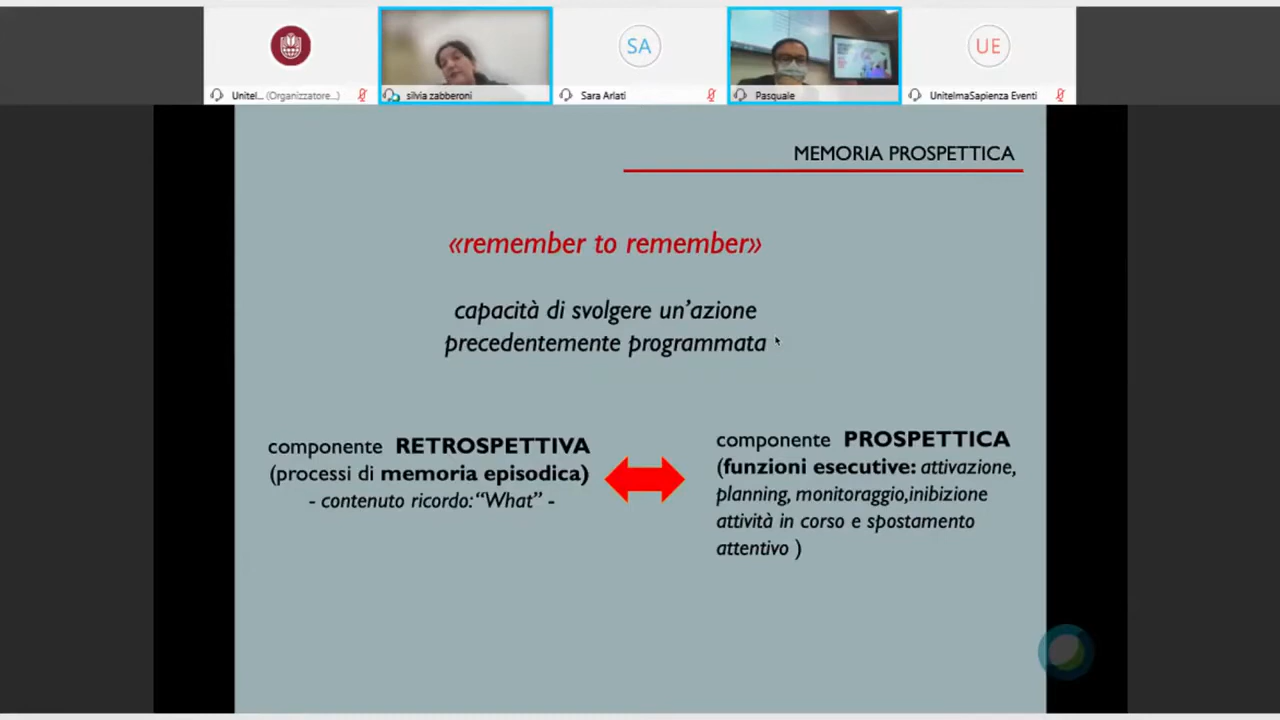 SA
UE
Unitel... (Organizzatore...)
silvia zabberoni
Sara Arlati
Pasquale
UnitelmaSapienza Eventi
MEMORIA PROSPETTICA
«remember to remember»
capacità di svolgere un'azione
precedentemente programmata
componente RETROSPETTIVA
(processi di memoria episodica)
- contenuto ricordo:“What” -
componente PROSPETTICA
(funzioni esecutive: attivazione,
planning, monitoraggio,inibizione
attività in corso e spostamento
attentivo )